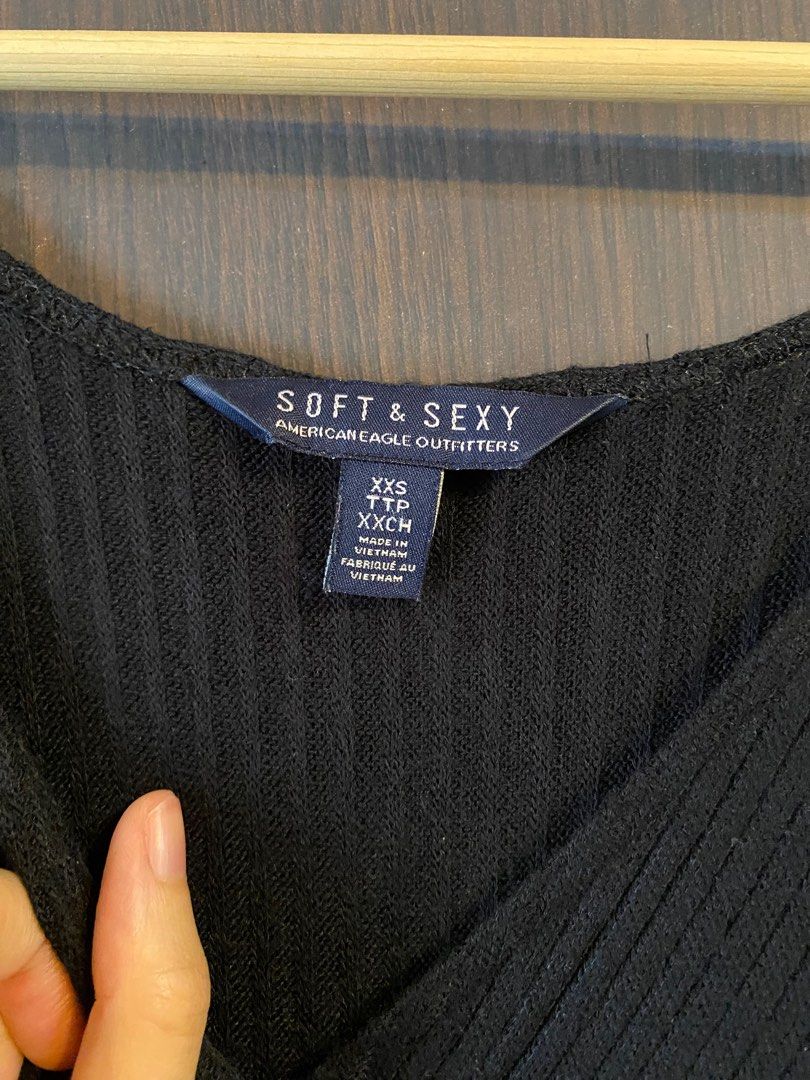 SOFT & SEXY
AMERICAN EAGLE OUTFITTERS
XXS
TTP
XXCH
MADE IN
VIETNAM
FABRIQUÉ AU
VIETNAM